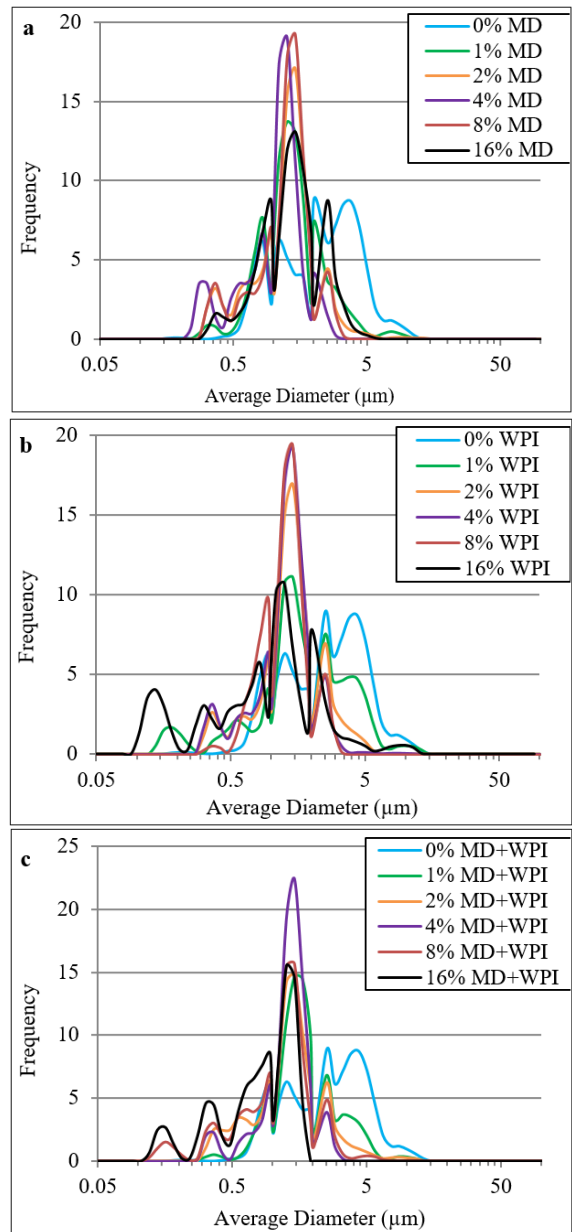 a
20
15
10
5
0
Frequency
0% MD
1% MD
2% MD
4% MD
8% MD
16% MD
0.05 0.5 5 50
Average Diameter (µm)
b
20
15
10
5
0
Frequency
0% WPI
1% WPI
2% WPI
4% WPI
8% WPI
16% WPI
0.05 0.5 5 50
Average Diameter (µm)
c
25
20
15
10
5
0
Frequency
0% MD+WPI
1% MD+WPI
2% MD+WPI
4% MD+WPI
8% MD+WPI
16% MD+WPI
0.05 0.5 5 50
Average Diameter (µm)